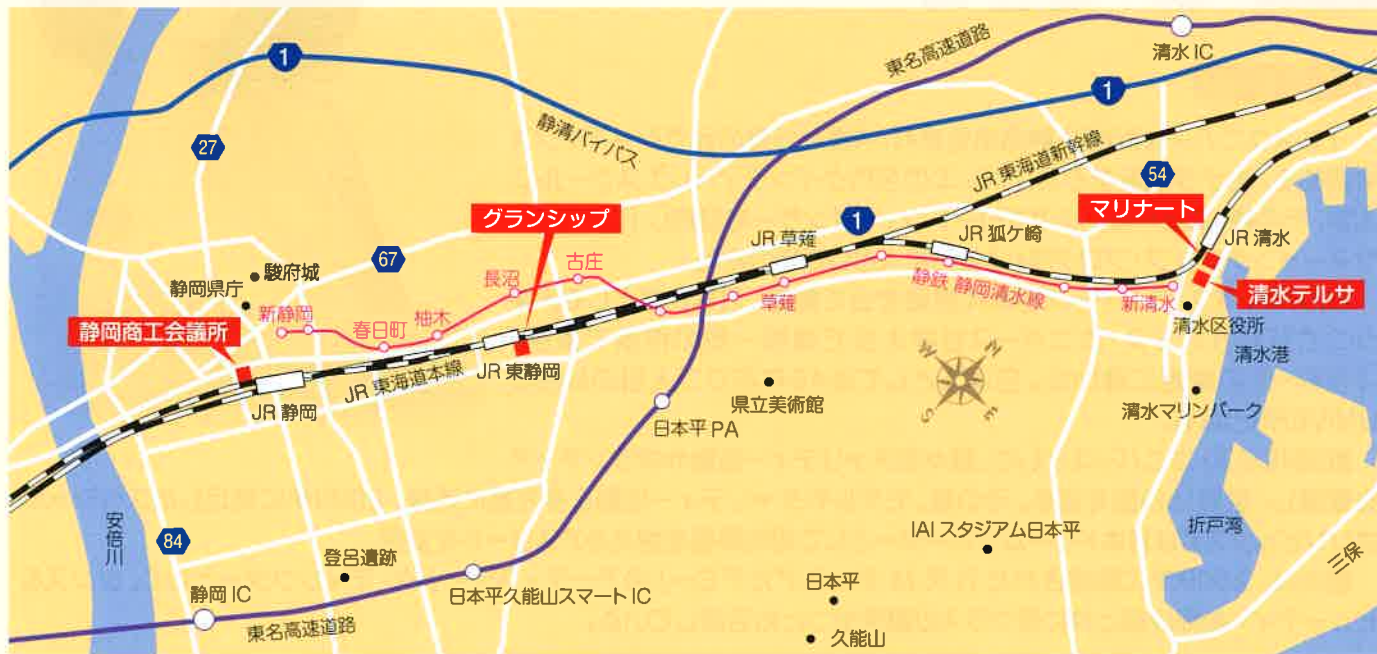 清水 IC
東名高速道路
1
1
27
静清バイパス
JR 東海道新幹線
54
マリナート
グランシップ
1
JR 草薙
JR 狐ケ崎
JR 清水
67
古庄
長沼
駿府城
静岡県庁
新静岡
春日町
柚木
草薙
静鉄 静岡清水線
新清水
清水テルサ
静岡商工会議所
清水区役所
清水港
JR 東海道本線
JR 東静岡
JR 静岡
県立美術館
N
W
S
E
清水マリンパーク
日本平 PA
安倍川
84
登呂遺跡
IAI スタジアム日本平
折戸湾
三保
静岡 IC
日本平久能山スマート IC
日本平
東名高速道路
久能山